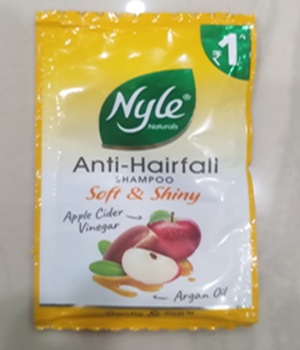 ₹1
Nyle
Naturals
Anti-Hairfall
SHAMPOO
Soft & Shiny
Apple Cider
Vinegar
Argan Oil